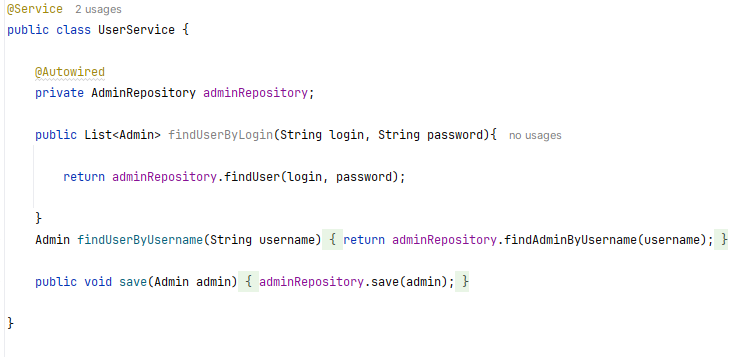 @Service 2 usages
public class UserService {
@Autowired
private AdminRepository adminRepository;
public List<Admin> findUserByLogin(String login, String password){ no usages
return adminRepository.findUser(login, password);
}
Admin findUserByUsername(String username) { return adminRepository.findAdminByUsername(username); }
public void save(Admin admin) { adminRepository.save(admin); }
}